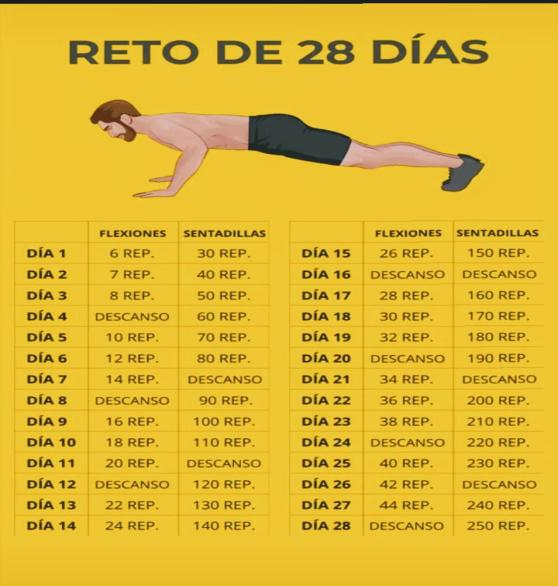 RETO DE 28 DÍAS
FLEXIONES SENTADILLAS
DÍA 1 6 REP. 30 REP.
DÍA 2 7 REP. 40 REP.
DÍA 3 8 REP. 50 REP.
DÍA 4 DESCANSO 60 REP.
DÍA 5 10 REP. 70 REP.
DÍA 6 12 REP. 80 REP.
DÍA 7 14 REP. DESCANSO
DÍA 8 DESCANSO 90 REP.
DÍA 9 16 REP. 100 REP.
DÍA 10 18 REP. 110 REP.
DÍA 11 20 REP. DESCANSO
DÍA 12 DESCANSO 120 REP.
DÍA 13 22 REP. 130 REP.
DÍA 14 24 REP. 140 REP.
FLEXIONES SENTADILLAS
DÍA 15 26 REP. 150 REP.
DÍA 16 DESCANSO DESCANSO
DÍA 17 28 REP. 160 REP.
DÍA 18 30 REP. 170 REP.
DÍA 19 32 REP. 180 REP.
DÍA 20 DESCANSO 190 REP.
DÍA 21 34 REP. DESCANSO
DÍA 22 36 REP. 200 REP.
DÍA 23 38 REP. 210 REP.
DÍA 24 DESCANSO 220 REP.
DÍA 25 40 REP. 230 REP.
DÍA 26 42 REP. DESCANSO
DÍA 27 44 REP. 240 REP.
DÍA 28 DESCANSO 250 REP.